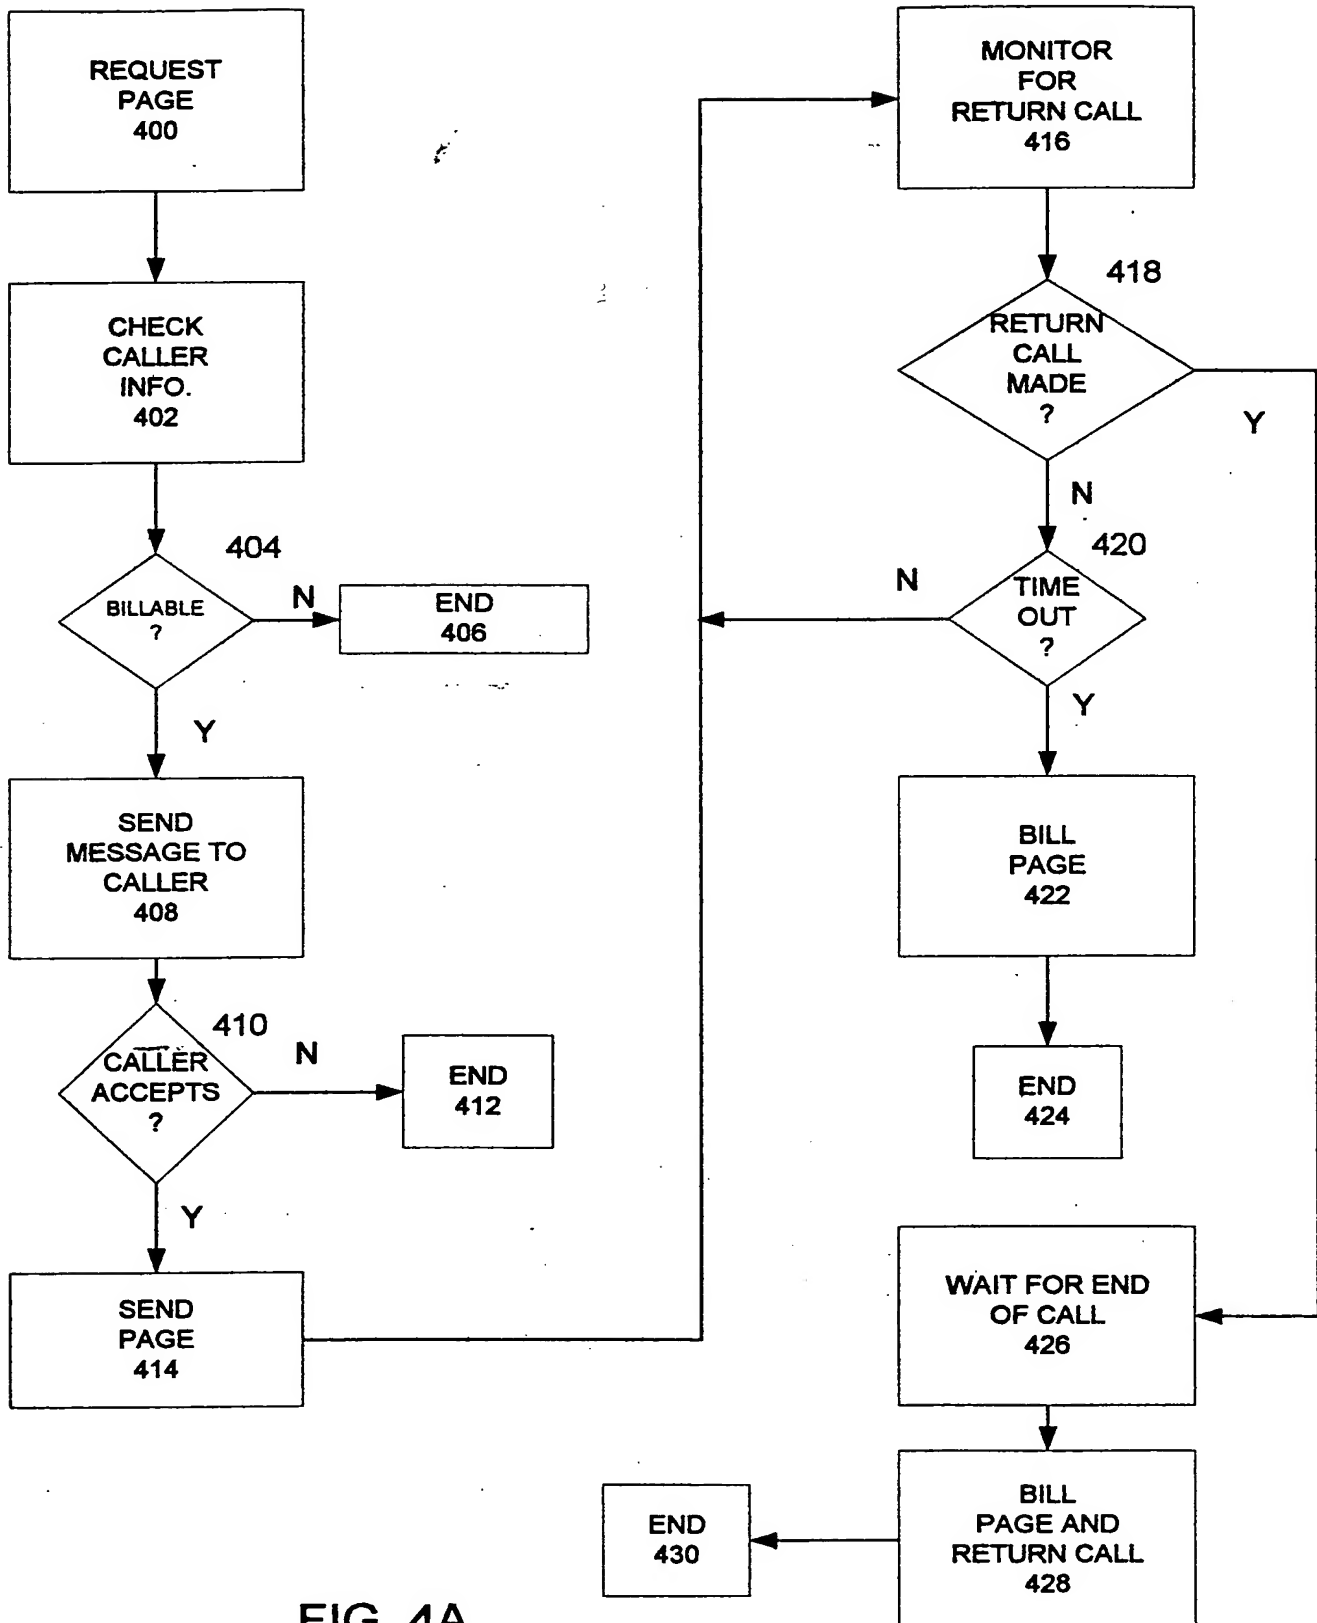 REQUEST
PAGE
400
CHECK
CALLER
INFO.
402
404
BILLABLE
?
N
END
406
Y
SEND
MESSAGE TO
CALLER
408
410
CALLER
ACCEPTS
?
N
END
412
Y
SEND
PAGE
414
MONITOR
FOR
RETURN CALL
416
418
RETURN
CALL
MADE
?
Y
N
420
TIME
OUT
?
N
Y
BILL
PAGE
422
END
424
WAIT FOR END
OF CALL
426
BILL
PAGE AND
RETURN CALL
428
END
430
FIG. 4A